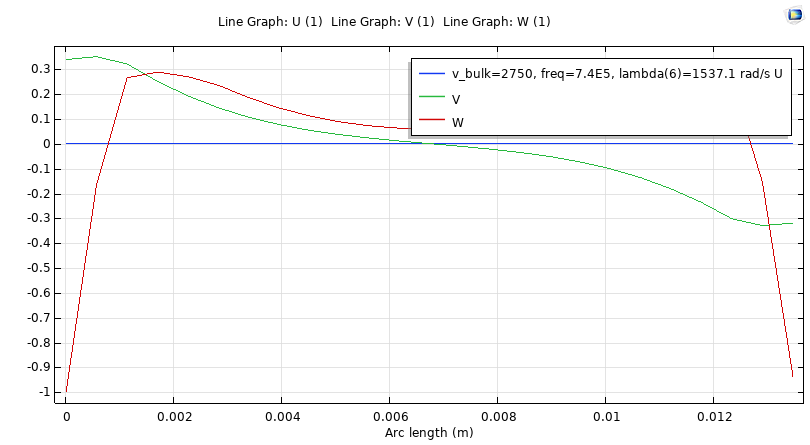 Line Graph: U (1) Line Graph: V (1) Line Graph: W (1)
0.3
0.2
0.1
0
-0.1
-0.2
-0.3
-0.4
-0.5
-0.6
-0.7
-0.8
-0.9
-1
v_bulk=2750, freq=7.4E5, lambda(6)=1537.1 rad/s U
V
W
0 0.002 0.004 0.006 0.008 0.01 0.012
Arc length (m)